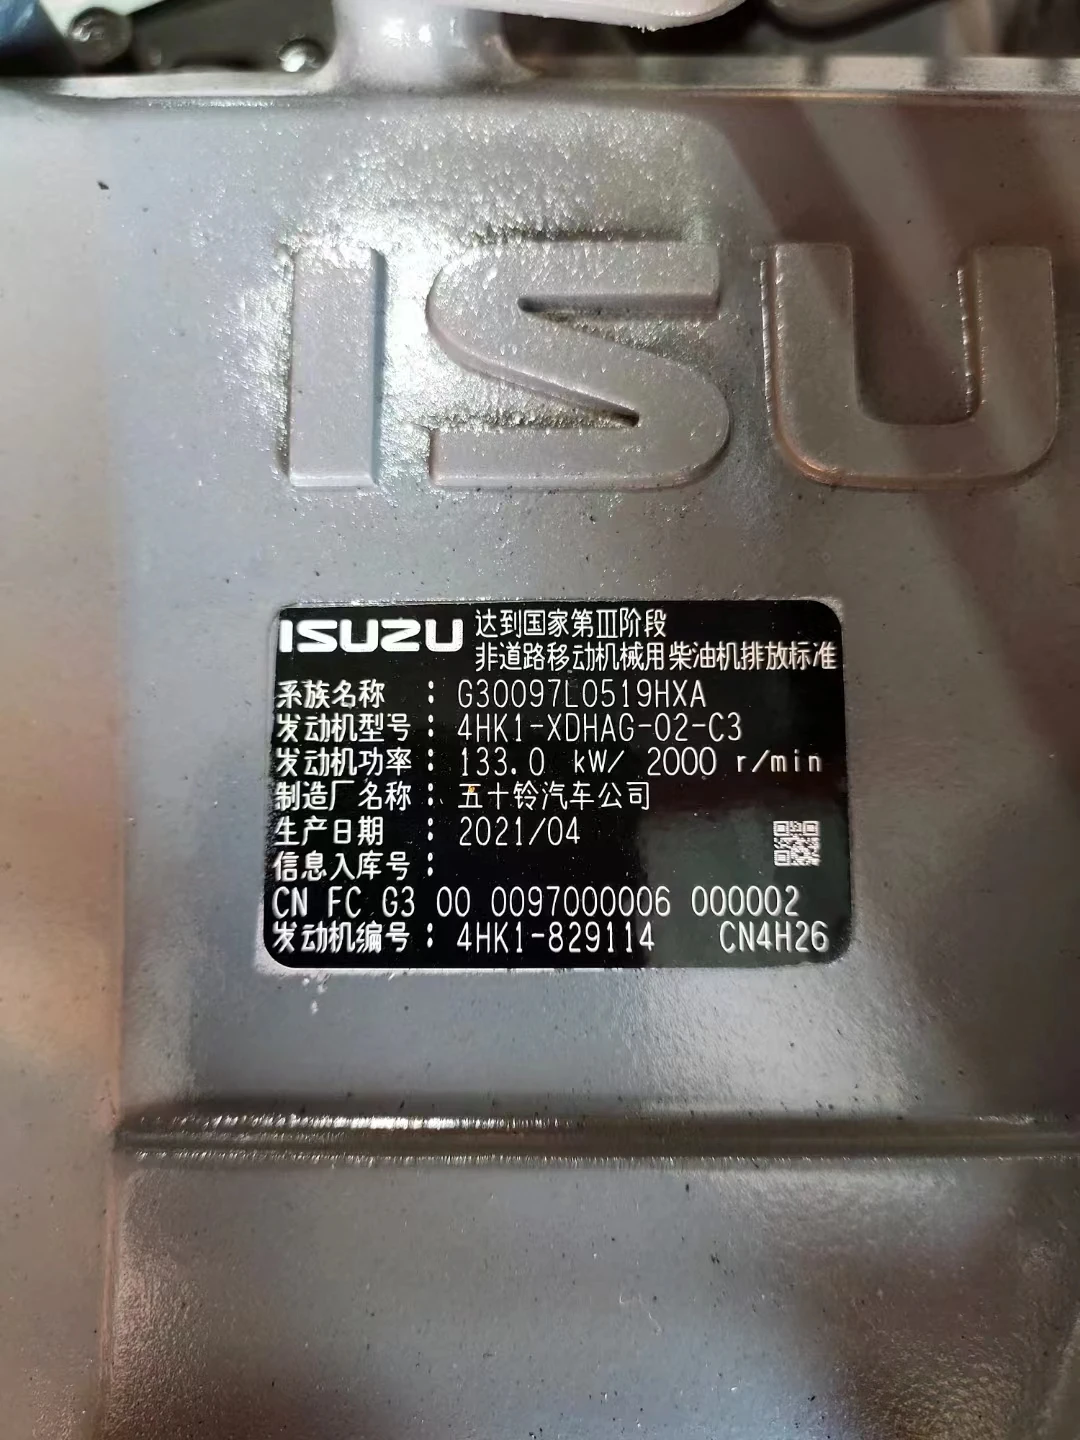 ISU
ISUZU 达到国家第III阶段
非道路移动机械用柴油机排放标准
系族名称 : G30097L0519HXA
发动机型号 : 4HK1-XDHAG-02-C3
发动机功率 : 133.0 kW/ 2000 r/min
制造厂名称 : 五十铃汽车公司
生产日期 : 2021/04
信息入库号 :
CN FC G3 00 0097000006 000002
发动机编号 : 4HK1-829114 CN4H26